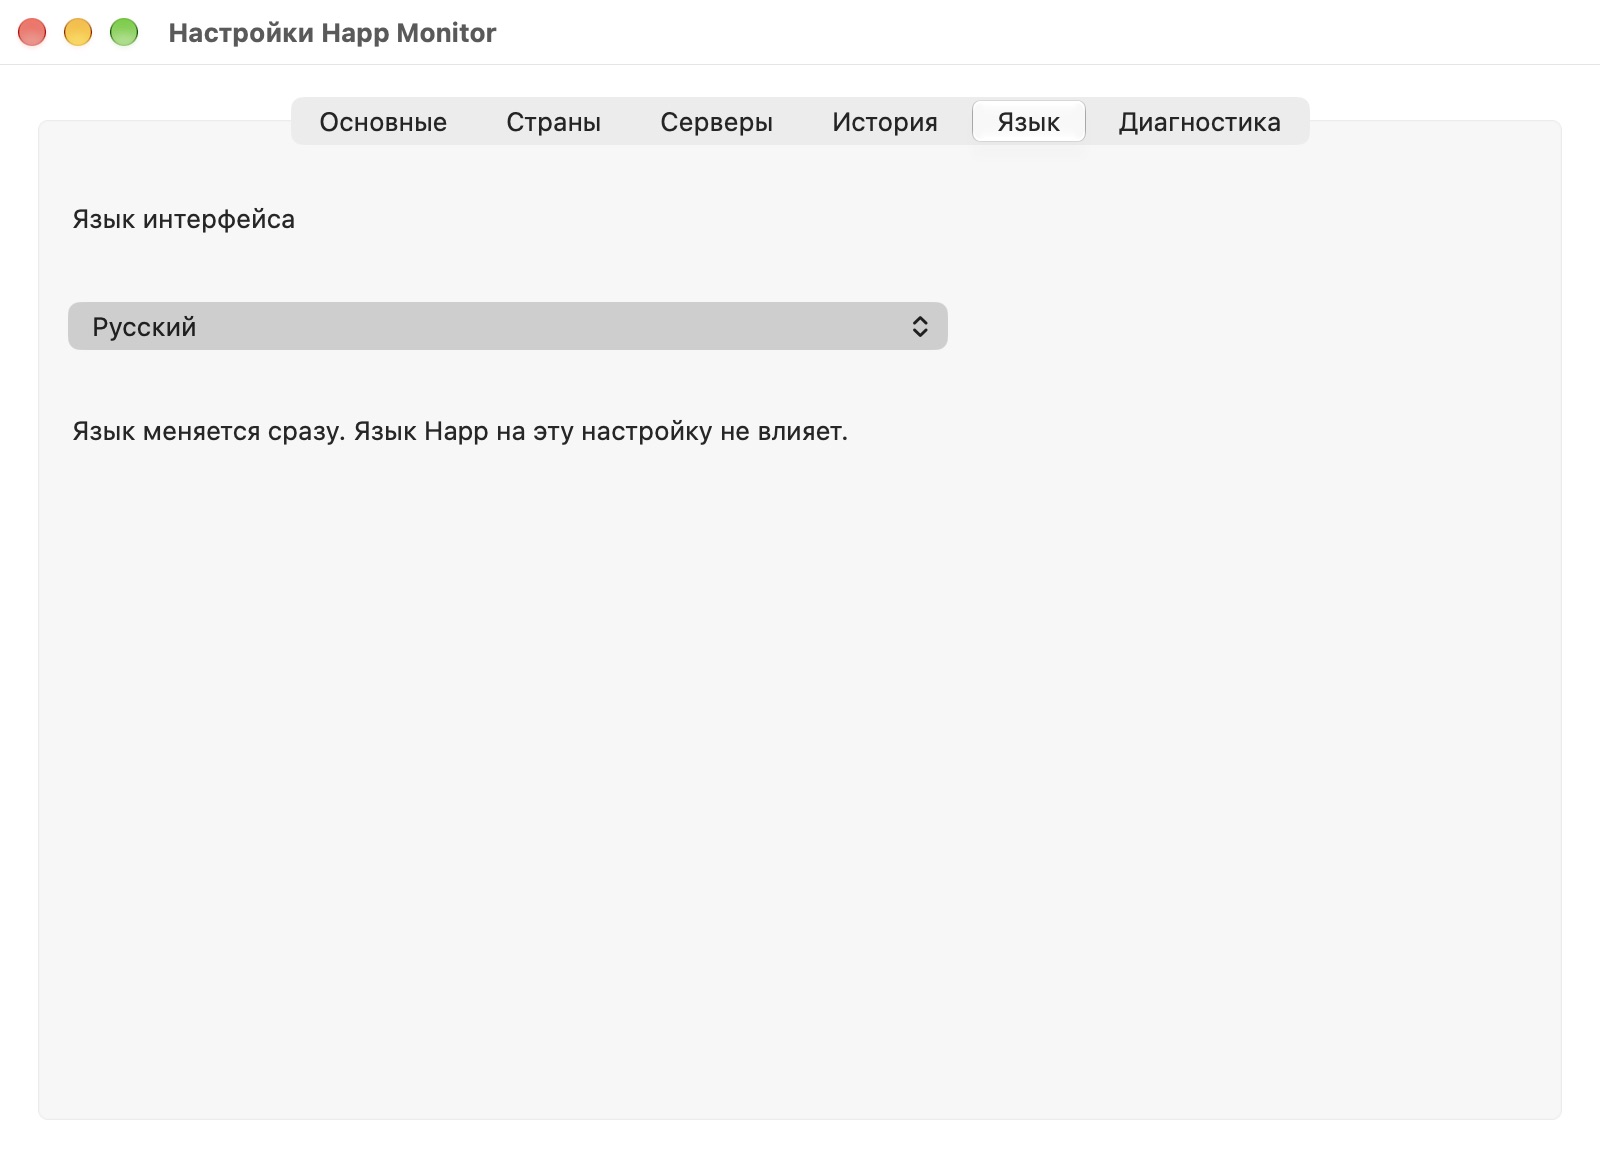 Настройки Happ Monitor
Основные Страны Серверы История Язык Диагностика
Язык интерфейса
Русский
Язык меняется сразу. Язык Happ на эту настройку не влияет.